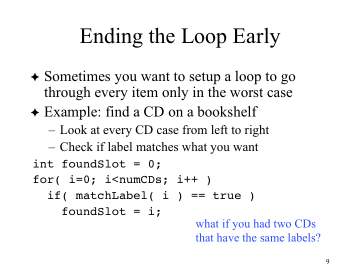 Ending the Loop Early
✦ Sometimes you want to setup a loop to go
through every item only in the worst case
✦ Example: find a CD on a bookshelf
– Look at every CD case from left to right
– Check if label matches what you want
int foundSlot = 0;
for( i=0; i<numCDs; i++ )
if( matchLabel( i ) == true )
foundSlot = i;
what if you had two CDs
that have the same labels?
9